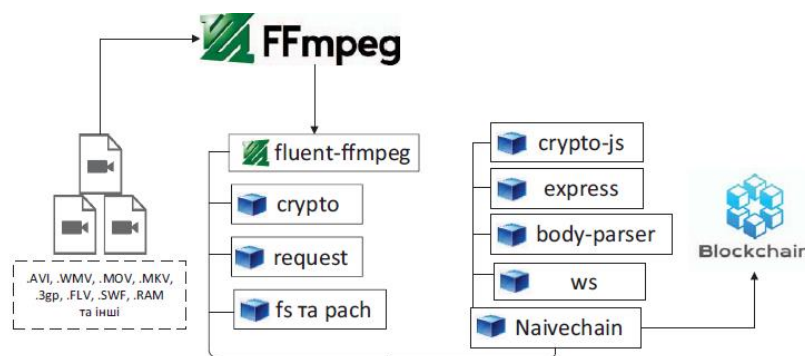 FFmpeg
fluent-ffmpeg
crypto
request
fs та pach
.AVI, .WMV, .MOV, .MKV,
.3gp, .FLV, .SWF, .RAM
та інші
crypto-js
express
body-parser
ws
Naivechain
Blockchain